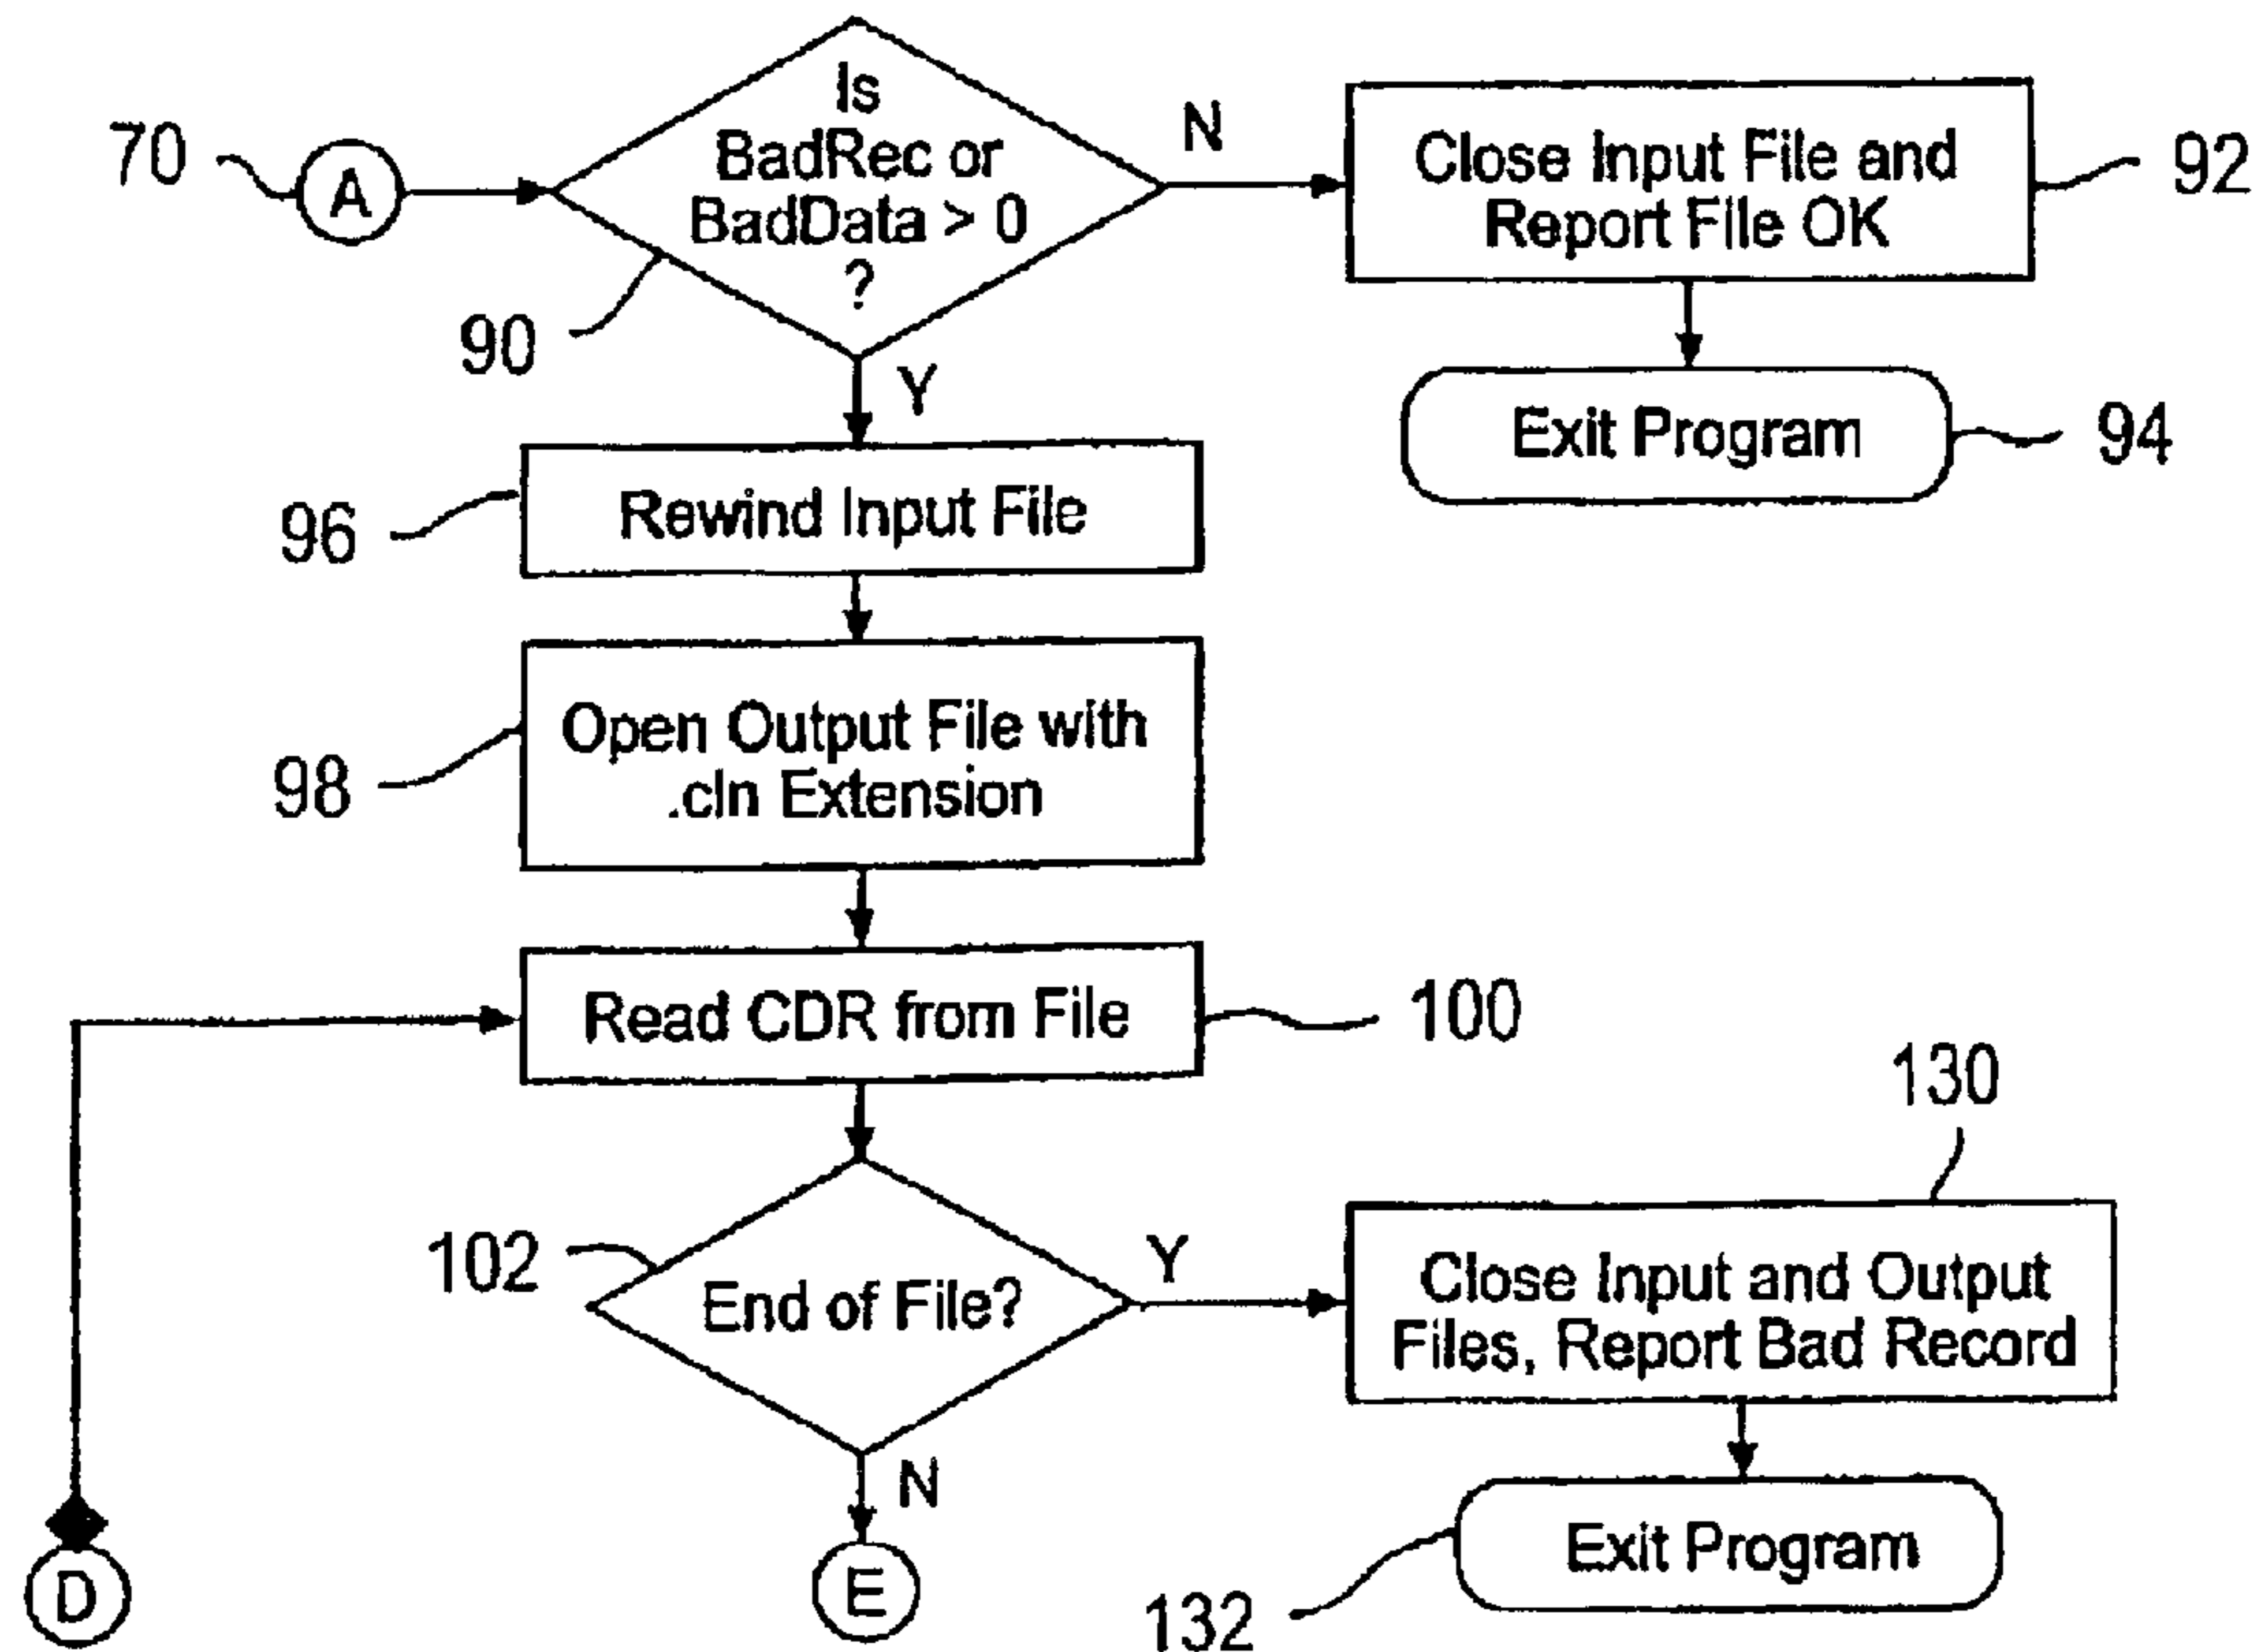 70
A
Is
BadRec or
BadData > 0
?
90
N
Close Input File and
Report File OK
92
Y
Exit Program
94
Rewind Input File
96
Open Output File with
.cln Extension
98
Read CDR from File
100
End of File?
102
Y
130
Close Input and Output
Files, Report Bad Record
N
Exit Program
132
D
E